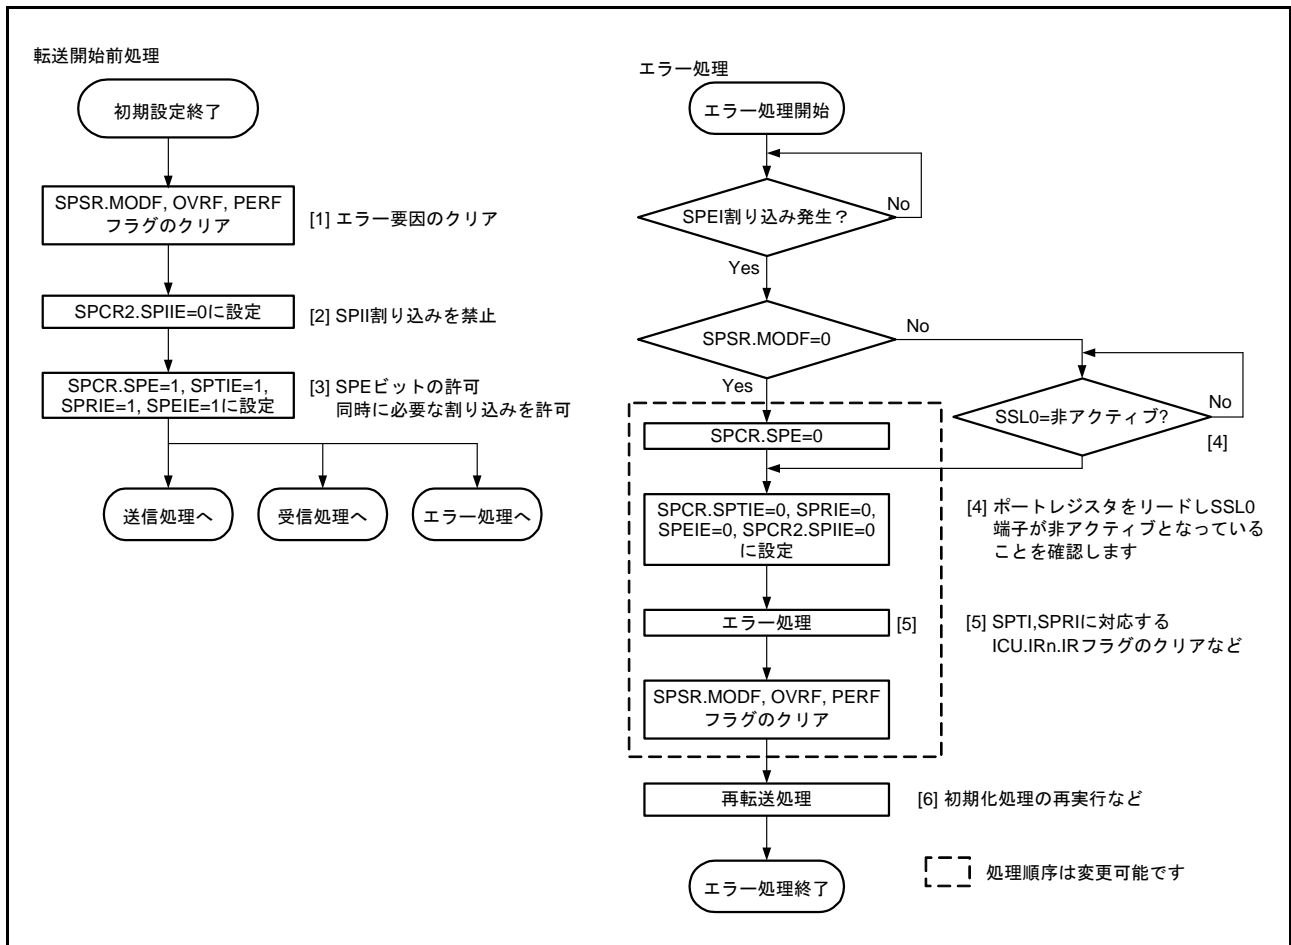 転送開始前処理
初期設定終了
SPSR.MODF, OVRF, PERF
フラグのクリア
[1] エラー要因のクリア
SPCR2.SPIIE=0に設定
[2] SPII割り込みを禁止
SPCR.SPE=1, SPTIE=1,
SPRIE=1, SPEIE=1に設定
[3] SPEビットの許可
同時に必要な割り込みを許可
送信処理へ
受信処理へ
エラー処理へ
エラー処理
エラー処理開始
SPEI割り込み発生？
No
Yes
SPSR.MODF=0
No
Yes
SSL0=非アクティブ?
No
[4]
SPCR.SPE=0
SPCR.SPTIE=0, SPRIE=0,
SPEIE=0, SPCR2.SPIIE=0
に設定
[4] ポートレジスタをリードしSSL0
端子が非アクティブとなっている
ことを確認します
エラー処理
[5]
[5] SPTI,SPRIに対応する
ICU.IRn.IRフラグのクリアなど
SPSR.MODF, OVRF, PERF
フラグのクリア
再転送処理
[6] 初期化処理の再実行など
エラー処理終了
処理順序は変更可能です